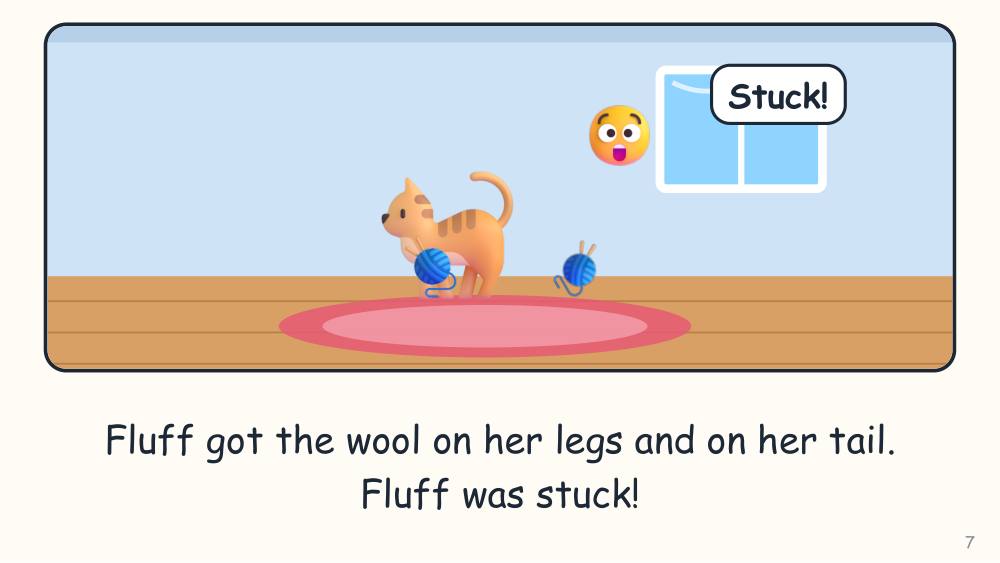 Stuck!
Fluff got the wool on her legs and on her tail.
Fluff was stuck!
7